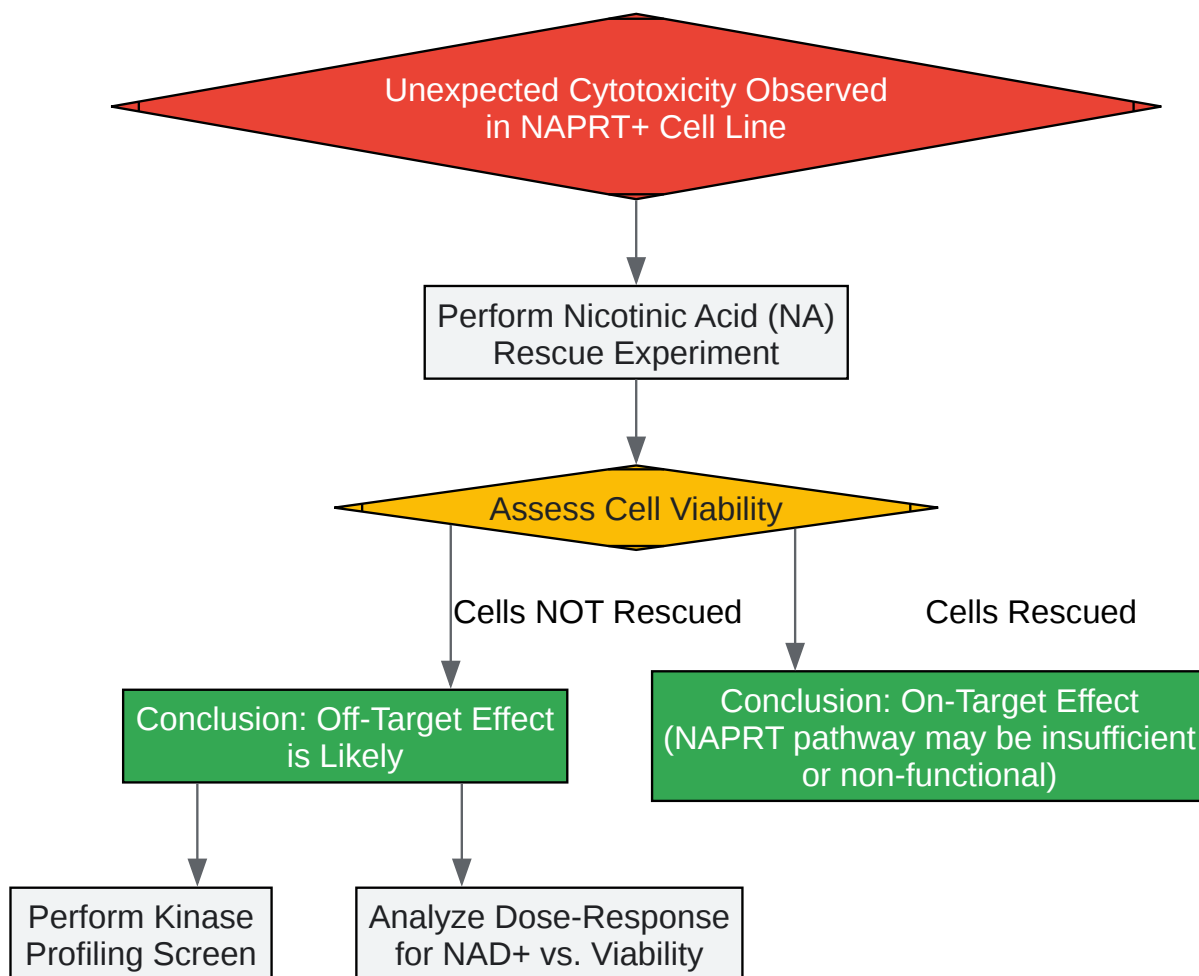 Unexpected Cytotoxicity Observed
in NAPRT+ Cell Line
Perform Nicotinic Acid (NA)
Rescue Experiment
Assess Cell Viability
Cells NOT Rescued
Cells Rescued
Conclusion: Off-Target Effect
is Likely
Conclusion: On-Target Effect
(NAPRT pathway may be insufficient
or non-functional)
Perform Kinase
Profiling Screen
Analyze Dose-Response
for NAD+ vs. Viability